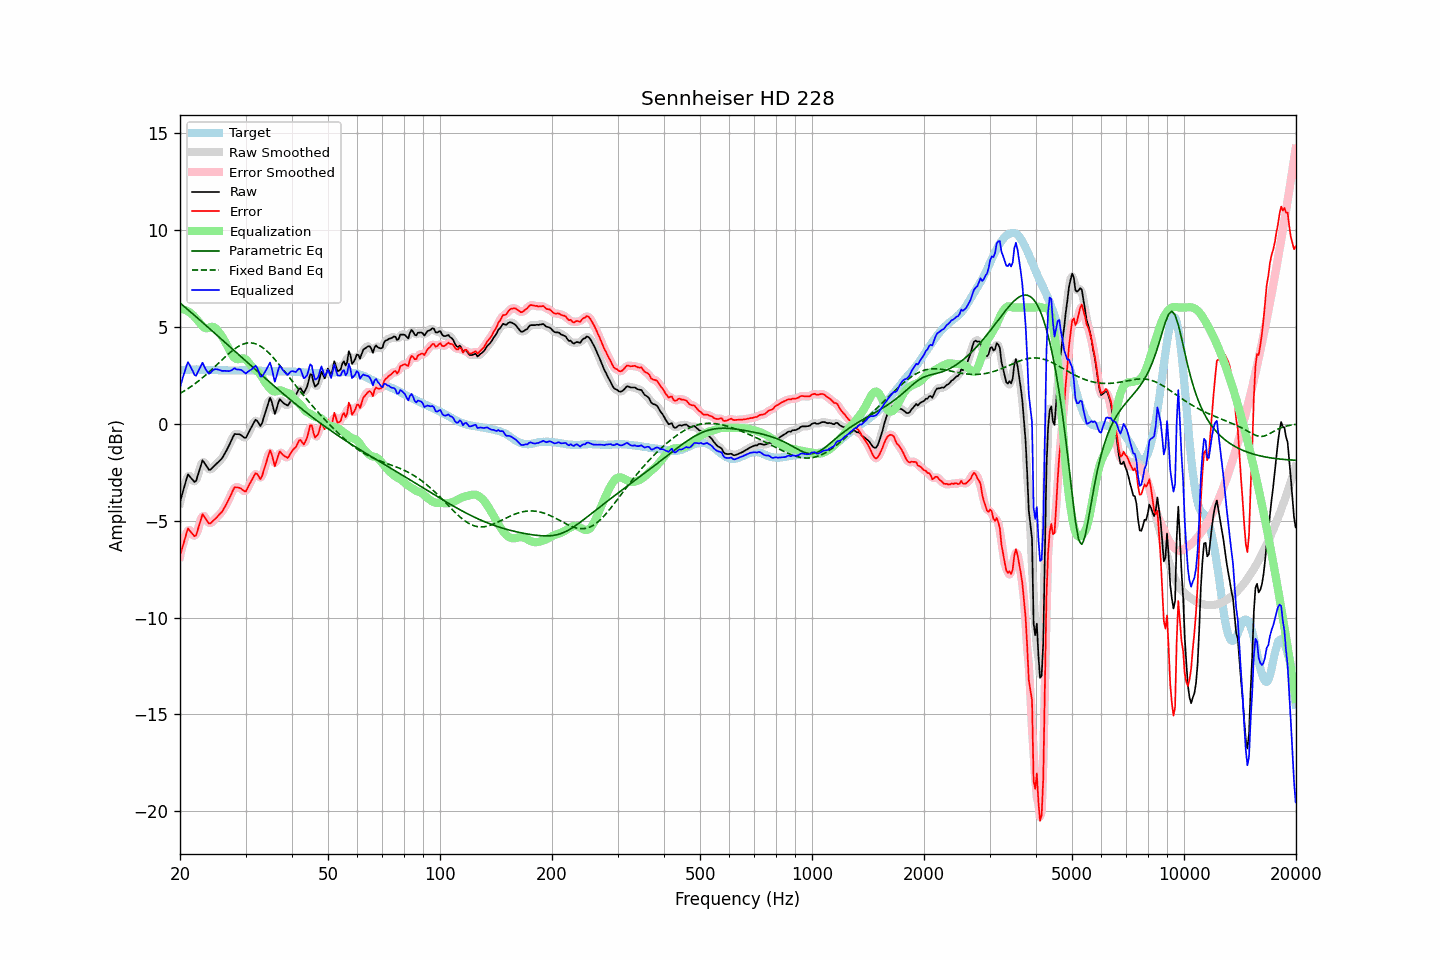 Sennheiser HD 228
Target
Raw Smoothed
Error Smoothed
Raw
Error
Equalization
Parametric Eq
Fixed Band Eq
Equalized
Amplitude (dBr)
15
10
5
0
−5
−10
−15
−20
20
50
100
200
500
1000
2000
5000
10000
20000
Frequency (Hz)